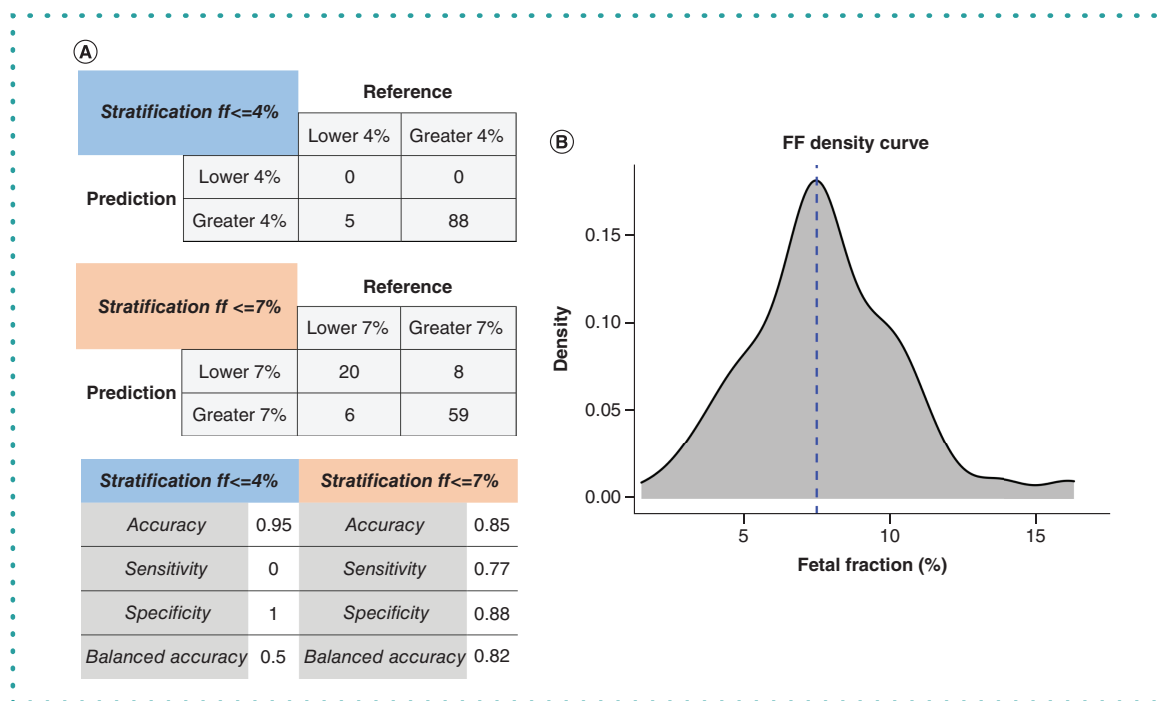 A
Stratification ff<=4%
Reference
Lower 4% Greater 4%
Prediction
Lower 4% 0 0
Greater 4% 5 88
Stratification ff <=7%
Reference
Lower 7% Greater 7%
Prediction
Lower 7% 20 8
Greater 7% 6 59
Stratification ff<=4% Stratification ff<=7%
Accuracy 0.95 Accuracy 0.85
Sensitivity 0 Sensitivity 0.77
Specificity 1 Specificity 0.88
Balanced accuracy 0.5 Balanced accuracy 0.82
B
FF density curve
Density
0.15
0.10
0.05
0.00
5 10 15
Fetal fraction (%)